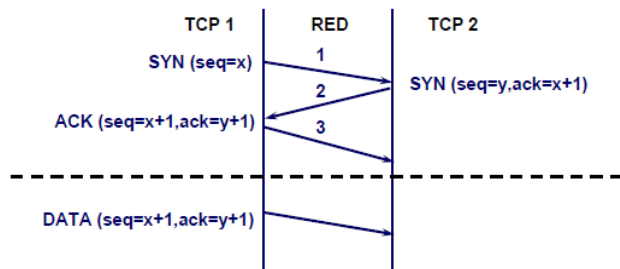 TCP 1 RED TCP 2
SYN (seq=x) 1
2 SYN (seq=y,ack=x+1)
ACK (seq=x+1,ack=y+1) 3
DATA (seq=x+1,ack=y+1)